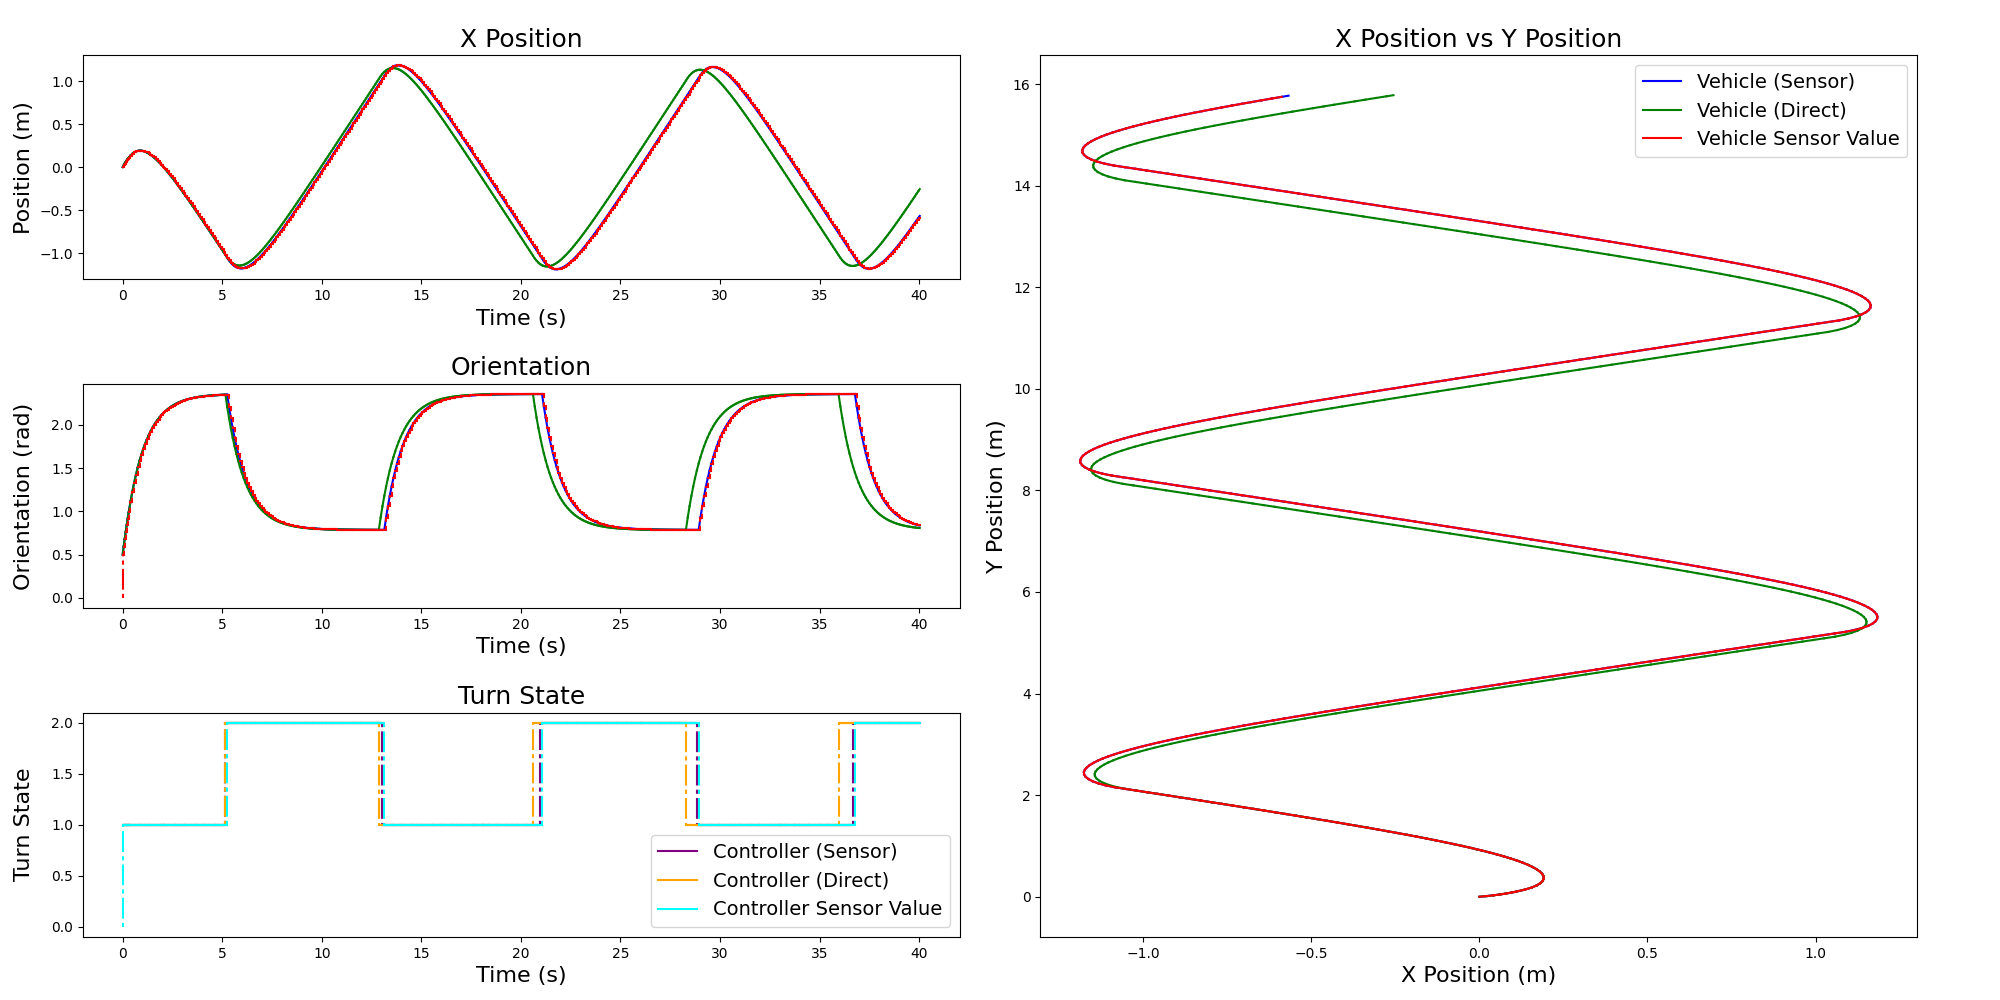 X Position
Position (m)
1.0
0.5
0.0
−0.5
−1.0
0 5 10 15 20 25 30 35 40
Time (s)
Orientation
Orientation (rad)
2.0
1.5
1.0
0.5
0.0
0 5 10 15 20 25 30 35 40
Time (s)
Turn State
Turn State
2.0
1.5
1.0
0.5
0.0
Controller (Sensor)
Controller (Direct)
Controller Sensor Value
0 5 10 15 20 25 30 35 40
Time (s)
X Position vs Y Position
Y Position (m)
16
14
12
10
8
6
4
2
0
Vehicle (Sensor)
Vehicle (Direct)
Vehicle Sensor Value
−1.0 −0.5 0.0 0.5 1.0
X Position (m)